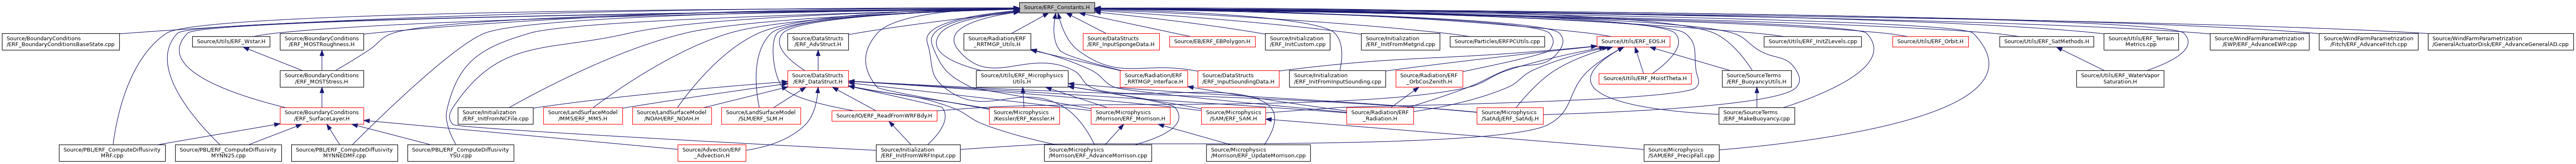 Source/ERF_Constants.H
Source/BoundaryConditions
/ERF_BoundaryConditionsBaseState.cpp
Source/Utils/ERF_Wstar.H
Source/BoundaryConditions
/ERF_MOSTRoughness.H
Source/DataStructs
/ERF_AdvStruct.H
Source/Radiation/ERF
_RRTMGP_Utils.H
Source/DataStructs
/ERF_InputSpongeData.H
Source/EB/ERF_EBPolygon.H
Source/Initialization
/ERF_InitCustom.cpp
Source/Initialization
/ERF_InitFromMetgrid.cpp
Source/Particles/ERFPCUtils.cpp
Source/Utils/ERF_EOS.H
Source/Utils/ERF_InitZLevels.cpp
Source/Utils/ERF_Orbit.H
Source/Utils/ERF_SatMethods.H
Source/Utils/ERF_Terrain
Metrics.cpp
Source/WindFarmParametrization
/EWP/ERF_AdvanceEWP.cpp
Source/WindFarmParametrization
/Fitch/ERF_AdvanceFitch.cpp
Source/WindFarmParametrization
/GeneralActuatorDisk/ERF_AdvanceGeneralAD.cpp
Source/BoundaryConditions
/ERF_MOSTStress.H
Source/DataStructs
/ERF_DataStruct.H
Source/Utils/ERF_Microphysics
Utils.H
Source/Radiation/ERF
_RRTMGP_Interface.H
Source/DataStructs
/ERF_InputSoundingData.H
Source/Initialization
/ERF_InitFromInputSounding.cpp
Source/Radiation/ERF
_OrbCosZenith.H
Source/Utils/ERF_MoistTheta.H
Source/SourceTerms
/ERF_BuoyancyUtils.H
Source/Utils/ERF_WaterVapor
Saturation.H
Source/BoundaryConditions
/ERF_SurfaceLayer.H
Source/Initialization
/ERF_InitFromNCFile.cpp
Source/LandSurfaceModel
/MM5/ERF_MM5.H
Source/LandSurfaceModel
/NOAH/ERF_NOAH.H
Source/LandSurfaceModel
/SLM/ERF_SLM.H
Source/IO/ERF_ReadFromWRFBdy.H
Source/Microphysics
/Kessler/ERF_Kessler.H
Source/Microphysics
/Morrison/ERF_Morrison.H
Source/Microphysics
/SAM/ERF_SAM.H
Source/Radiation/ERF
_Radiation.H
Source/Microphysics
/SatAdj/ERF_SatAdj.H
Source/SourceTerms
/ERF_MakeBuoyancy.cpp
Source/PBL/ERF_ComputeDiffusivity
MRF.cpp
Source/PBL/ERF_ComputeDiffusivity
MYNN25.cpp
Source/PBL/ERF_ComputeDiffusivity
MYNNEDMF.cpp
Source/PBL/ERF_ComputeDiffusivity
YSU.cpp
Source/Advection/ERF
_Advection.H
Source/Initialization
/ERF_InitFromWRFInput.cpp
Source/Microphysics
/Morrison/ERF_AdvanceMorrison.cpp
Source/Microphysics
/Morrison/ERF_UpdateMorrison.cpp
Source/Microphysics
/SAM/ERF_PrecipFall.cpp